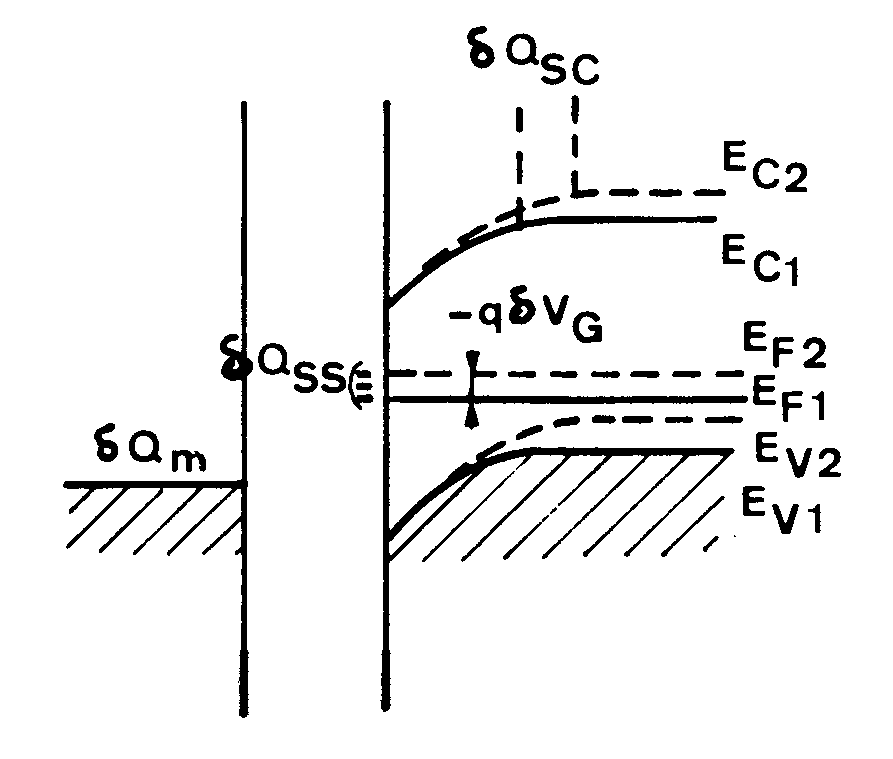 δQSC
EC2
EC1
-qδVG
EF2
δQSS
EF1
δQm
EV2
EV1